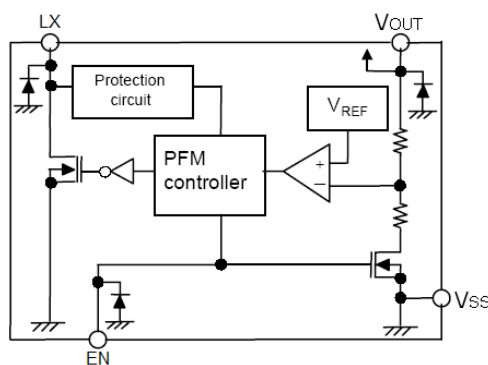 LX
VOUT
Protection
circuit
VREF
PFM
controller
+
−
VSS
EN